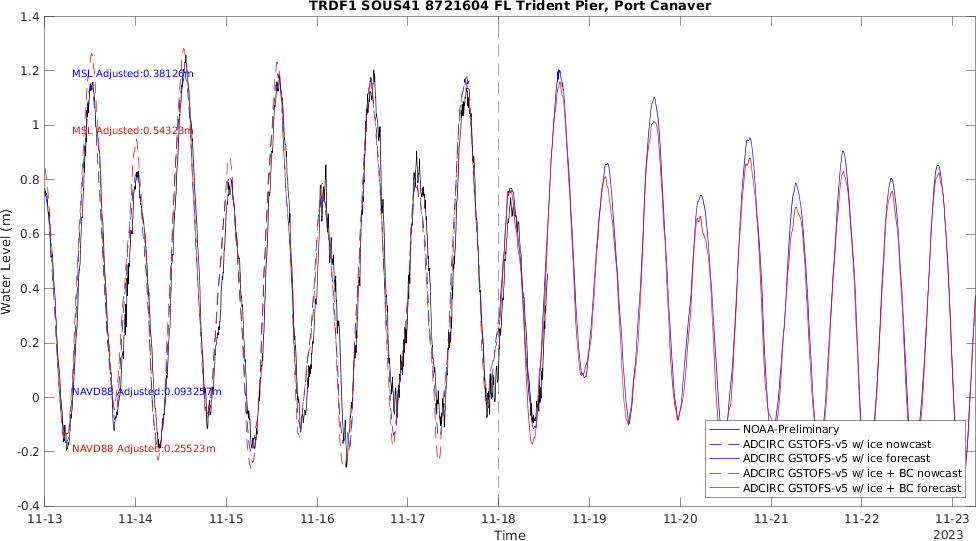 TRDF1 SOUS41 8721604 FL Trident Pier, Port Canaver
1.4
1.2
1
0.8
0.6
0.4
0.2
0
-0.2
-0.4
Water Level (m)
MSL Adjusted:0.38126m
MSL Adjusted:0.54323m
NAVD88 Adjusted:0.093257m
NAVD88 Adjusted:0.25523m
NOAA-Preliminary
ADCIRC GSTOFS-v5 w/ ice nowcast
ADCIRC GSTOFS-v5 w/ ice forecast
ADCIRC GSTOFS-v5 w/ ice + BC nowcast
ADCIRC GSTOFS-v5 w/ ice + BC forecast
11-13 11-14 11-15 11-16 11-17 11-18 11-19 11-20 11-21 11-22 11-23
Time
2023